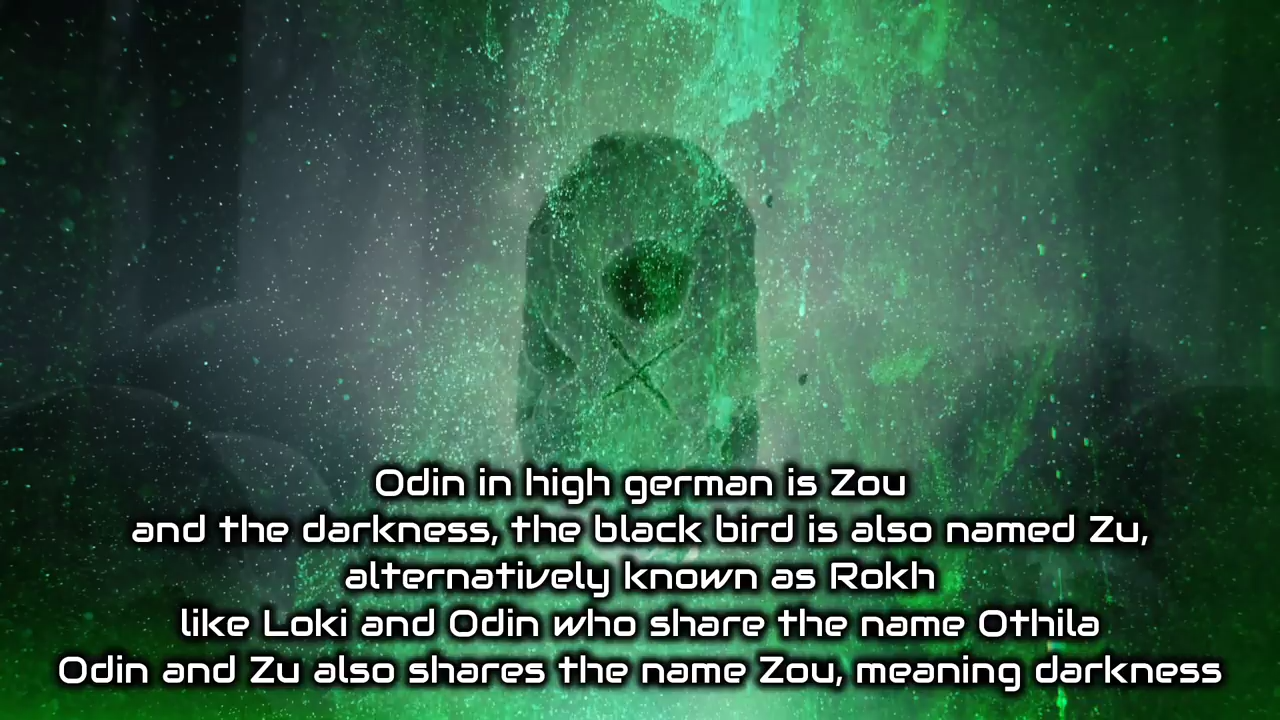 Odin in high german is Zou
and the darkness, the black bird is also named Zu,
alternatively known as Rokh
like Loki and Odin who share the name Othila
Odin and Zu also shares the name Zou, meaning darkness